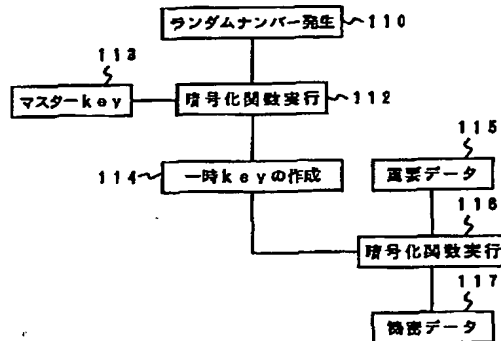 ランダムナンバー発生 110
113
マスターkey
暗号化関数実行 112
115
114 一時keyの作成
重要データ
116
暗号化関数実行
117
機密データ